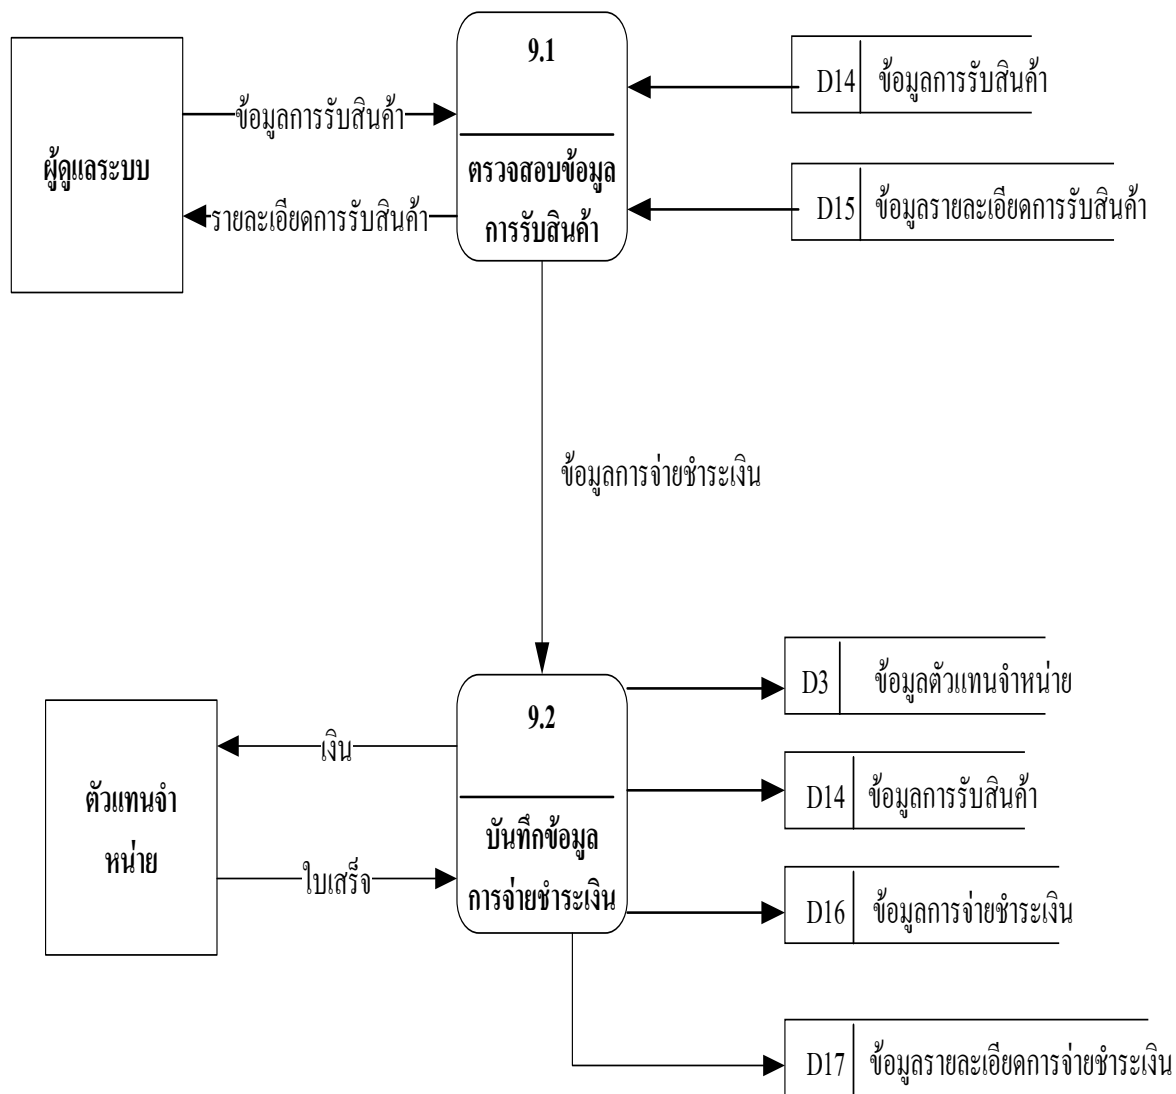 9.1
ตรวจสอบข้อมูล
การรับสินค้า
ผู้ดูแลระบบ
ข้อมูลการรับสินค้า
รายละเอียดการรับสินค้า
D14 ข้อมูลการรับสินค้า
D15 ข้อมูลรายละเอียดการรับสินค้า
ข้อมูลการจ่ายชำระเงิน
9.2
บันทึกข้อมูล
การจ่ายชำระเงิน
ตัวแทนจำ
หน่าย
เงิน
ใบเสร็จ
D3 ข้อมูลตัวแทนจำหน่าย
D14 ข้อมูลการรับสินค้า
D16 ข้อมูลการจ่ายชำระเงิน
D17 ข้อมูลรายละเอียดการจ่ายชำระเงิน